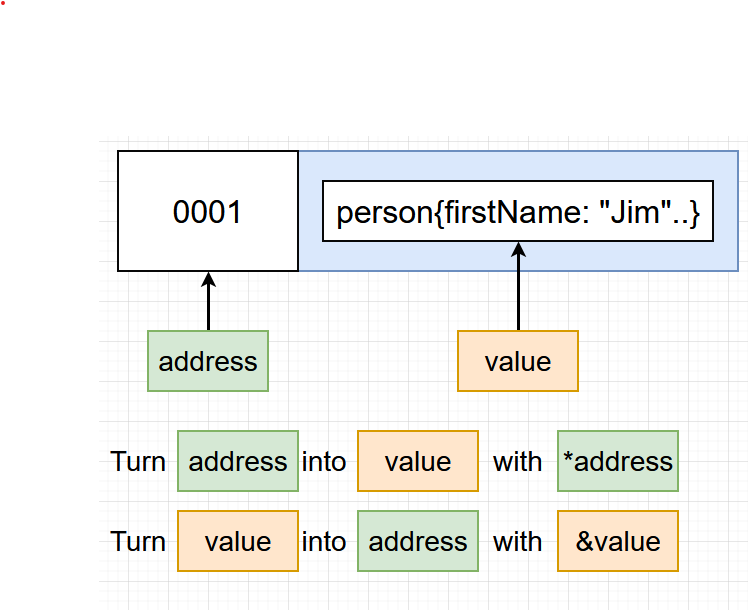 0001 person{firstName: "Jim"..}
address value
Turn address into value with *address
Turn value into address with &value